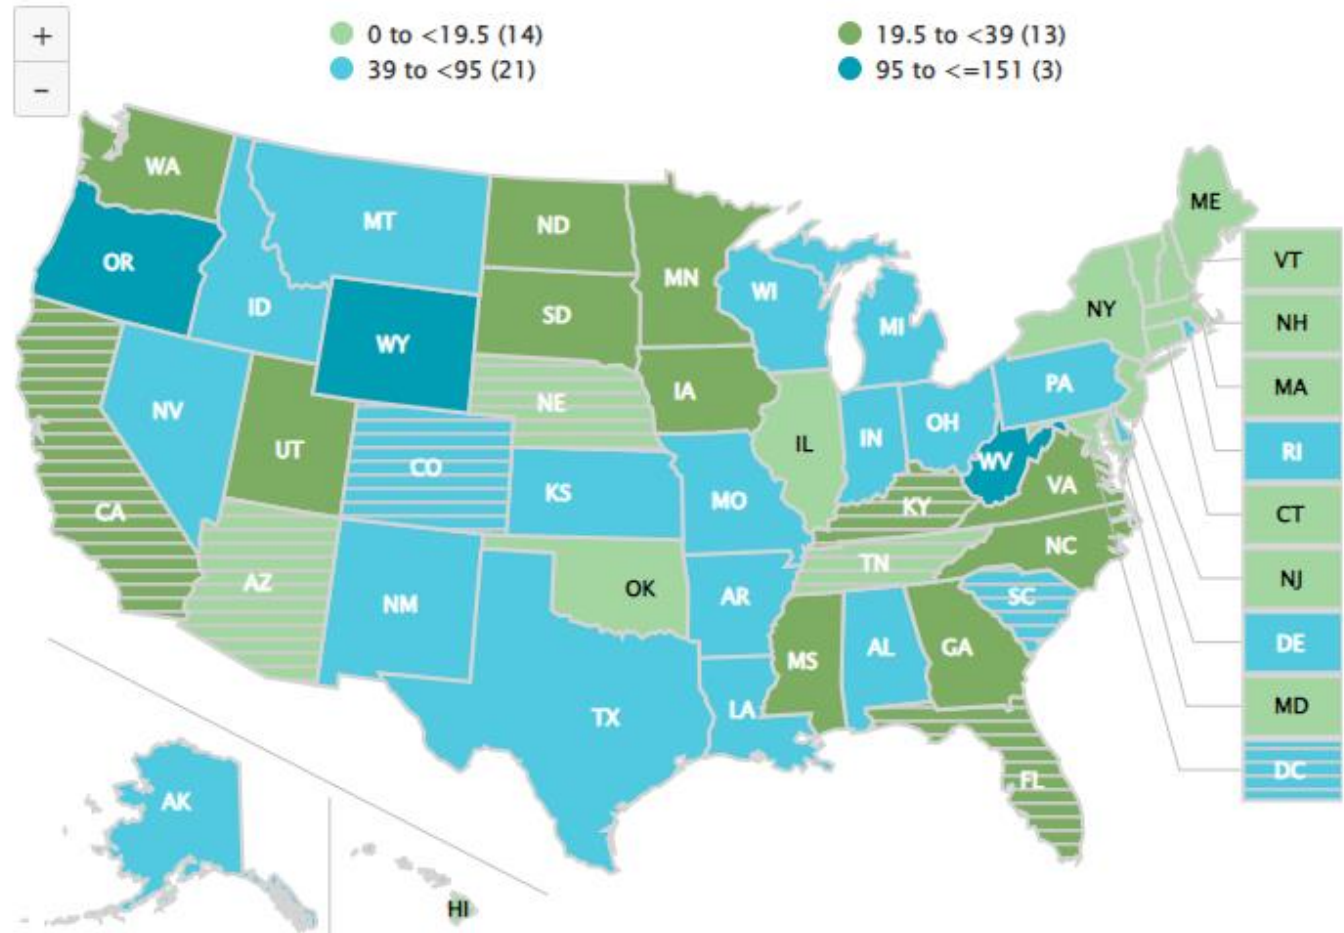 +
−
0 to <19.5 (14)
19.5 to <39 (13)
39 to <95 (21)
95 to <=151 (3)
WA
MT
ND
ME
OR
MN
VT
ID
SD
WI
NY
NH
WY
MI
PA
MA
NV
NE
IA
UT
CO
IL
IN
OH
RI
KS
MO
WV
VA
CA
KY
CT
AZ
TN
NC
NJ
NM
OK
AR
SC
MS
AL
GA
DE
TX
LA
MD
AK
FL
DC
HI